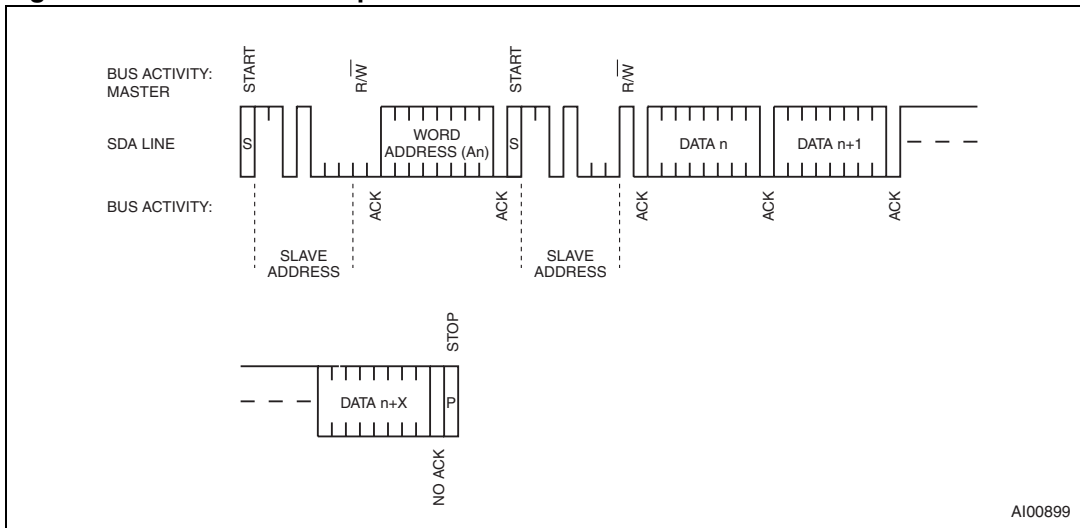 START
R/W
START
R/W
BUS ACTIVITY:
MASTER
SDA LINE
S
WORD
ADDRESS (An)
S
DATA n
DATA n+1
BUS ACTIVITY:
ACK
ACK
ACK
ACK
ACK
SLAVE
ADDRESS
SLAVE
ADDRESS
STOP
DATA n+X
P
NO ACK
AI00899